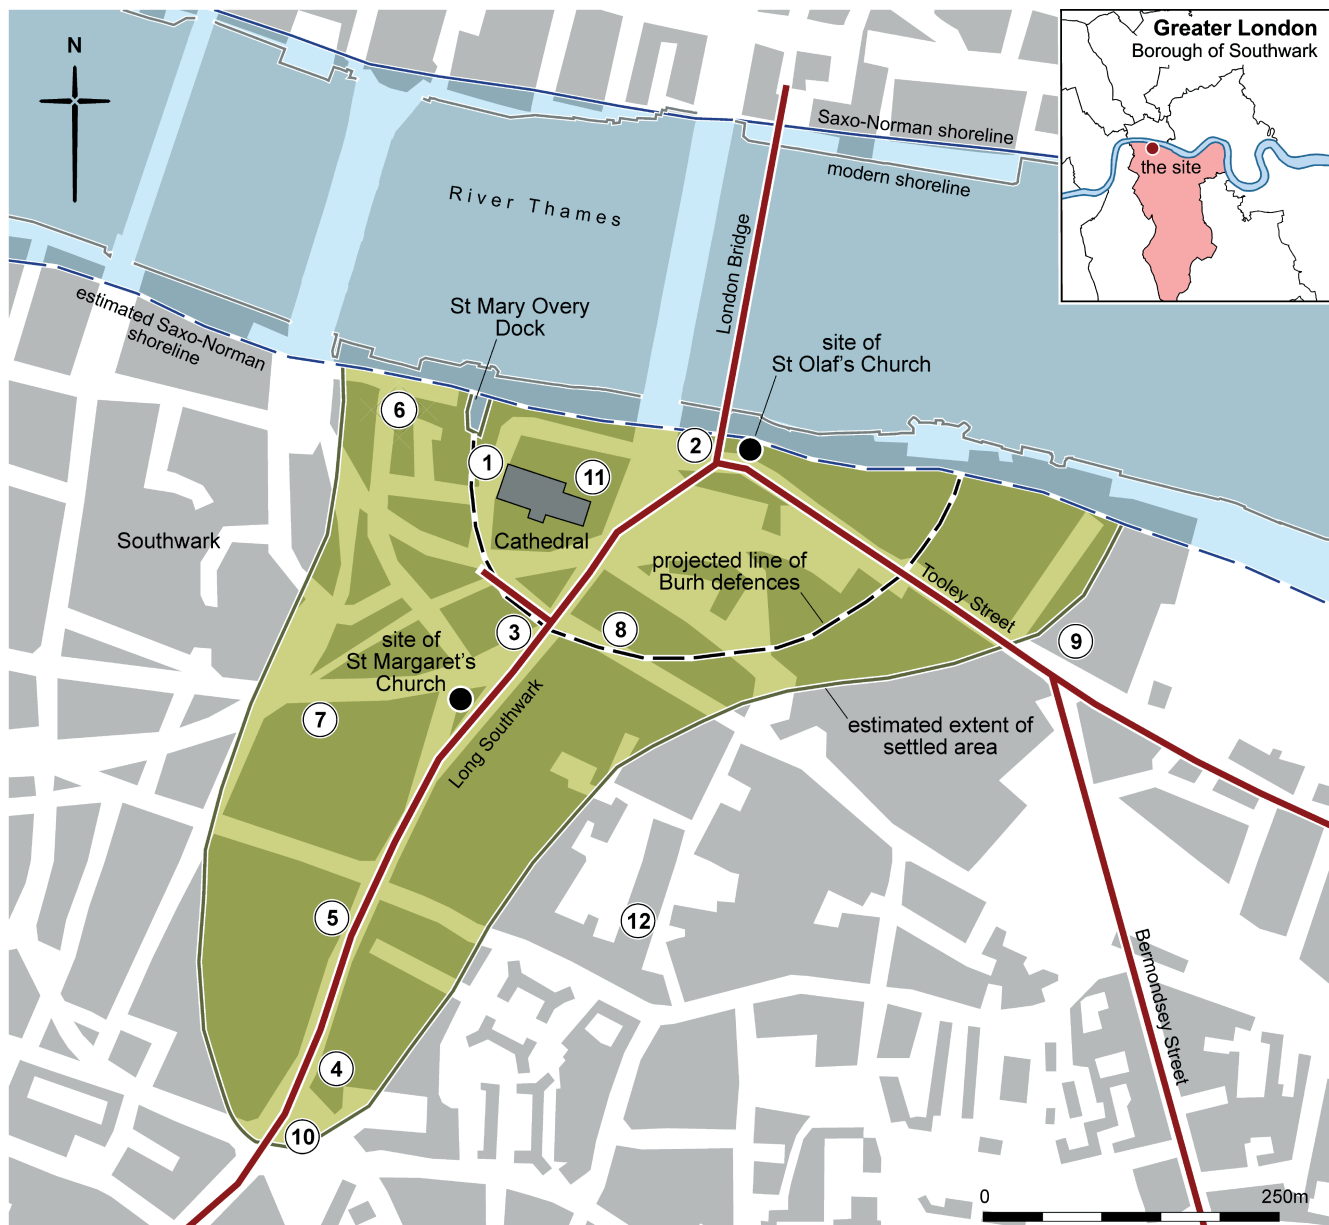 Greater London
Borough of Southwark
the site
N
Saxo-Norman shoreline
modern shoreline
River Thames
London Bridge
estimated Saxo-Norman
shoreline
St Mary Overy
Dock
site of
St Olaf's Church
6
2
1
11
Southwark
Cathedral
projected line of
Burh defences
Tooley Street
3
8
9
site of
St Margaret's
Church
7
Long Southwark
estimated extent of
settled area
5
12
Bermondsey Street
4
10
0
250m